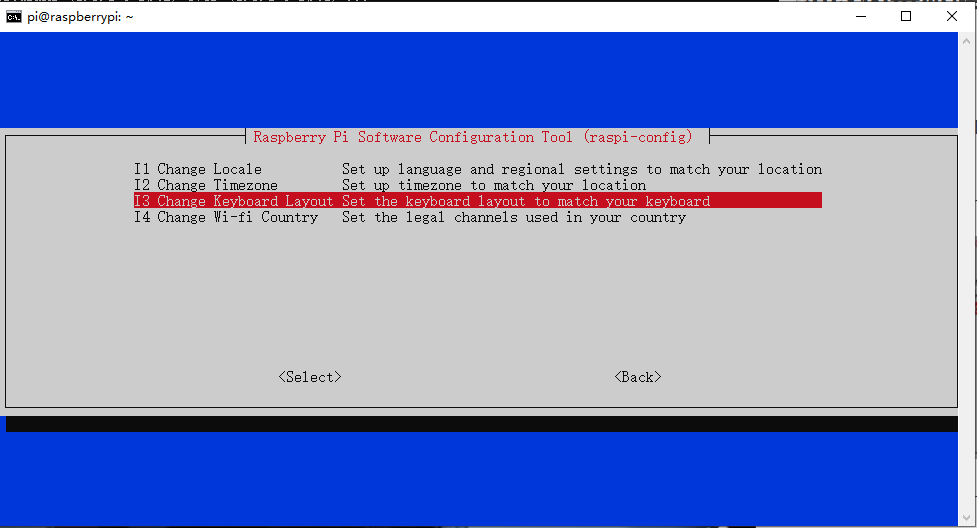 pi@raspberrypi: ~
Raspberry Pi Software Configuration Tool (raspi-config)
I1 Change Locale Set up language and regional settings to match your location
I2 Change Timezone Set up timezone to match your location
I3 Change Keyboard Layout Set the keyboard layout to match your keyboard
I4 Change Wi-fi Country Set the legal channels used in your country
<Select> <Back>